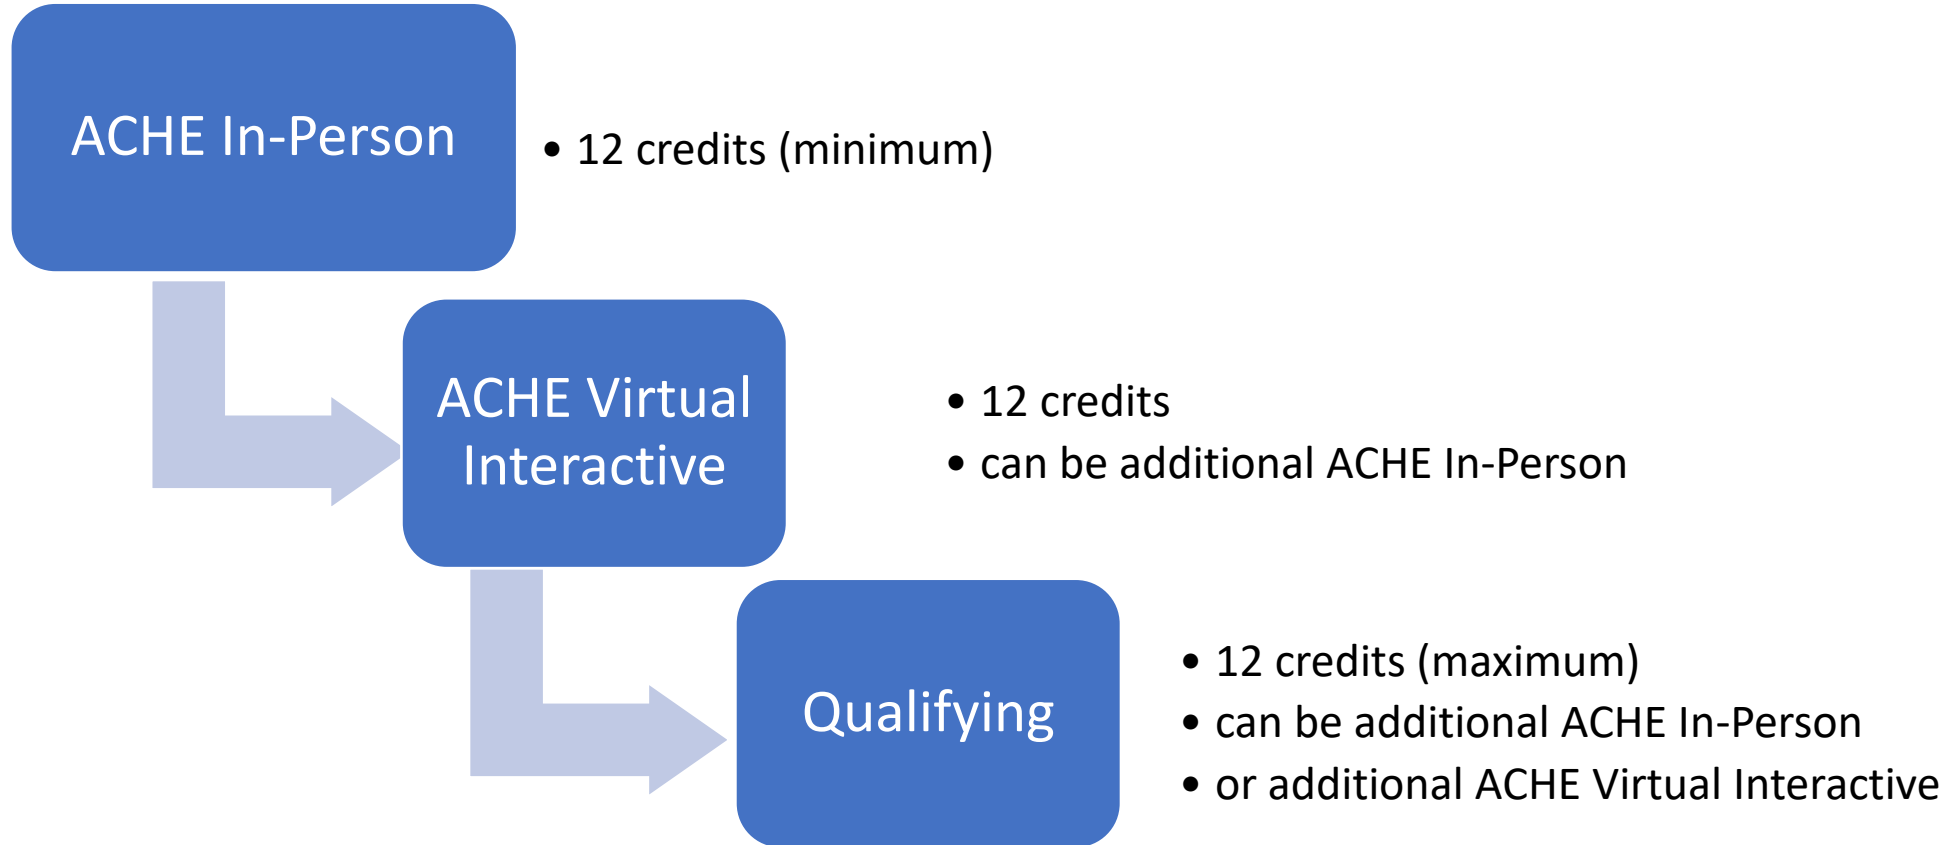 ACHE In-Person
• 12 credits (minimum)
ACHE Virtual
Interactive
• 12 credits
• can be additional ACHE In-Person
Qualifying
• 12 credits (maximum)
• can be additional ACHE In-Person
• or additional ACHE Virtual Interactive